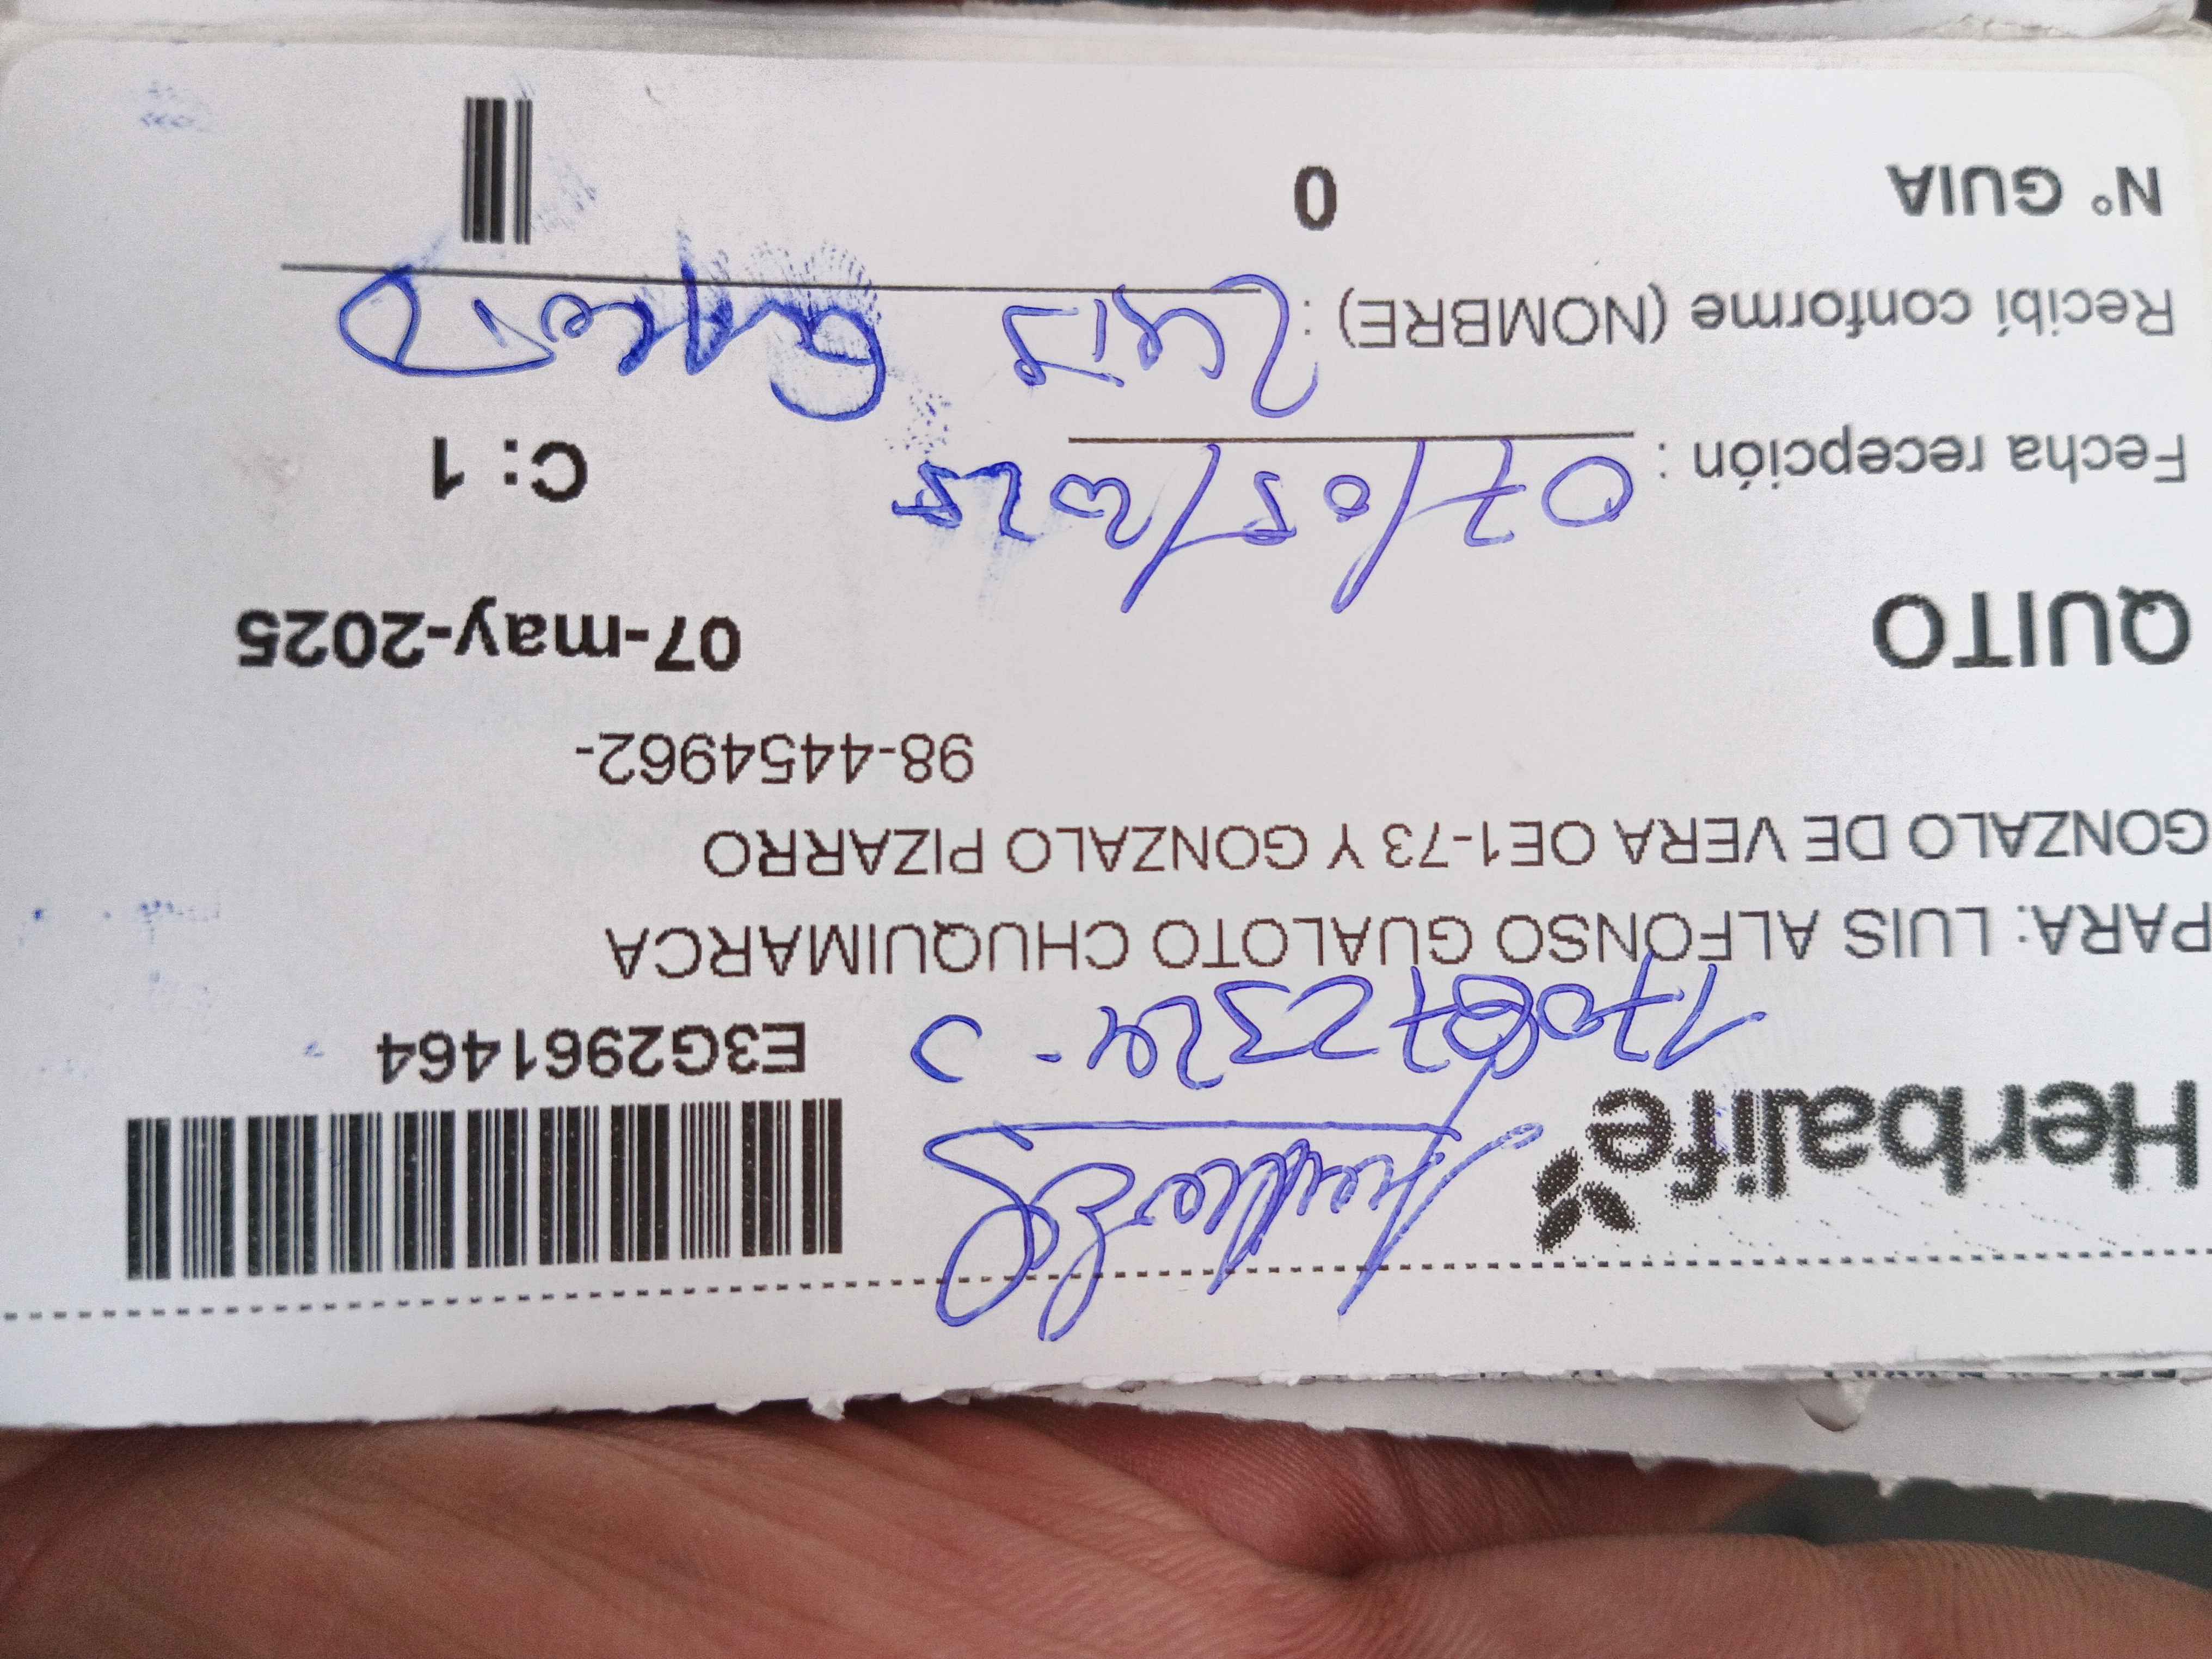 Herbalife
E3G2961464
PARA: LUIS ALFONSO GUALOTO CHUQUIMARCA
GONZALO DE VERA OE1-73 Y GONZALO PIZARRO
98-4454962-
QUITO 07-may-2025
Fecha recepción : 07/05/2025 C: 1
Recibí conforme (NOMBRE) : Luis
N° GUIA 0